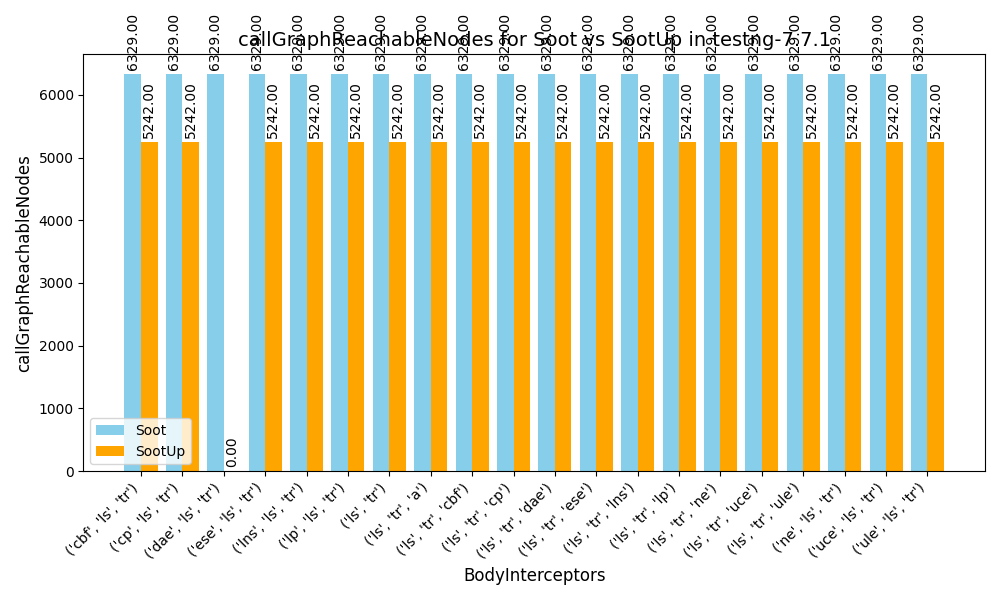 callGraphReachableNodes for Soot vs SootUp in testng-7.7.1
6329.00 6329.00 6329.00 6329.00 6329.00 6329.00 6329.00 6329.00 6329.00 6329.00 6329.00 6329.00 6329.00 6329.00 6329.00 6329.00 6329.00 6329.00 6329.00 6329.00
5242.00 5242.00 0.00 5242.00 5242.00 5242.00 5242.00 5242.00 5242.00 5242.00 5242.00 5242.00 5242.00 5242.00 5242.00 5242.00 5242.00 5242.00 5242.00 5242.00
callGraphReachableNodes
6000
5000
4000
3000
2000
1000
0
Soot
SootUp
('cbf', 'ls', 'tr')
('cp', 'ls', 'tr')
('dae', 'ls', 'tr')
('ese', 'ls', 'tr')
('lns', 'ls', 'tr')
('lp', 'ls', 'tr')
('ls', 'tr')
('ls', 'tr', 'a')
('ls', 'tr', 'cbf')
('ls', 'tr', 'cp')
('ls', 'tr', 'dae')
('ls', 'tr', 'ese')
('ls', 'tr', 'lns')
('ls', 'tr', 'lp')
('ls', 'tr', 'ne')
('ls', 'tr', 'uce')
('ls', 'tr', 'ule')
('ne', 'ls', 'tr')
('uce', 'ls', 'tr')
('ule', 'ls', 'tr')
BodyInterceptors